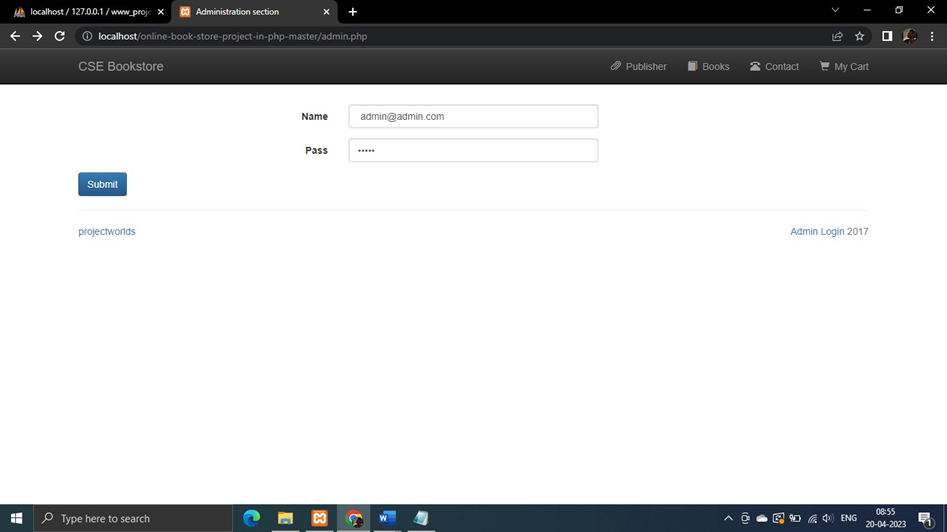 localhost / 127.0.0.1 / www_proje
Administration section
localhost/online-book-store-project-in-php-master/admin.php
CSE Bookstore
Publisher
Books
Contact
My Cart
Name
admin@admin.com
Pass
•••••
Submit
projectworlds
Admin Login 2017
Type here to search
ENG
08:55
20-04-2023
1